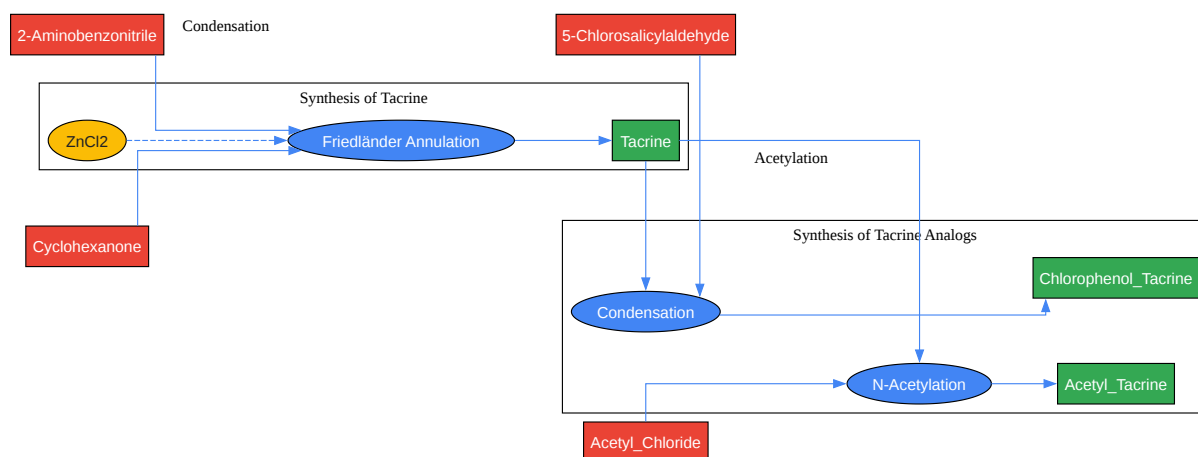 2-Aminobenzonitrile
Condensation
5-Chlorosalicylaldehyde
Synthesis of Tacrine
ZnCl2
Friedländer Annulation
Tacrine
Acetylation
Cyclohexanone
Synthesis of Tacrine Analogs
Chlorophenol_Tacrine
Condensation
N-Acetylation
Acetyl_Tacrine
Acetyl_Chloride